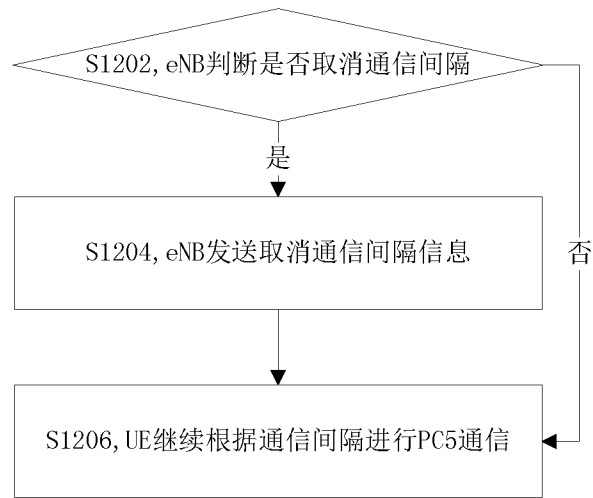 S1202,eNB判断是否取消通信间隔
是
S1204,eNB发送取消通信间隔信息
否
S1206,UE继续根据通信间隔进行PC5通信